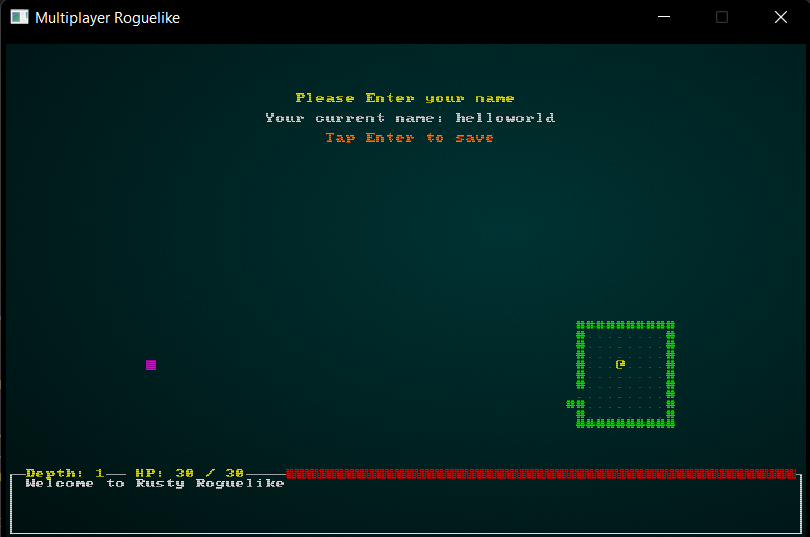 Multiplayer Roguelike
Please Enter your name
Your current name: helloworld
Tap Enter to save
@
Depth: 1 HP: 30 / 30
Welcome to Rusty Roguelike